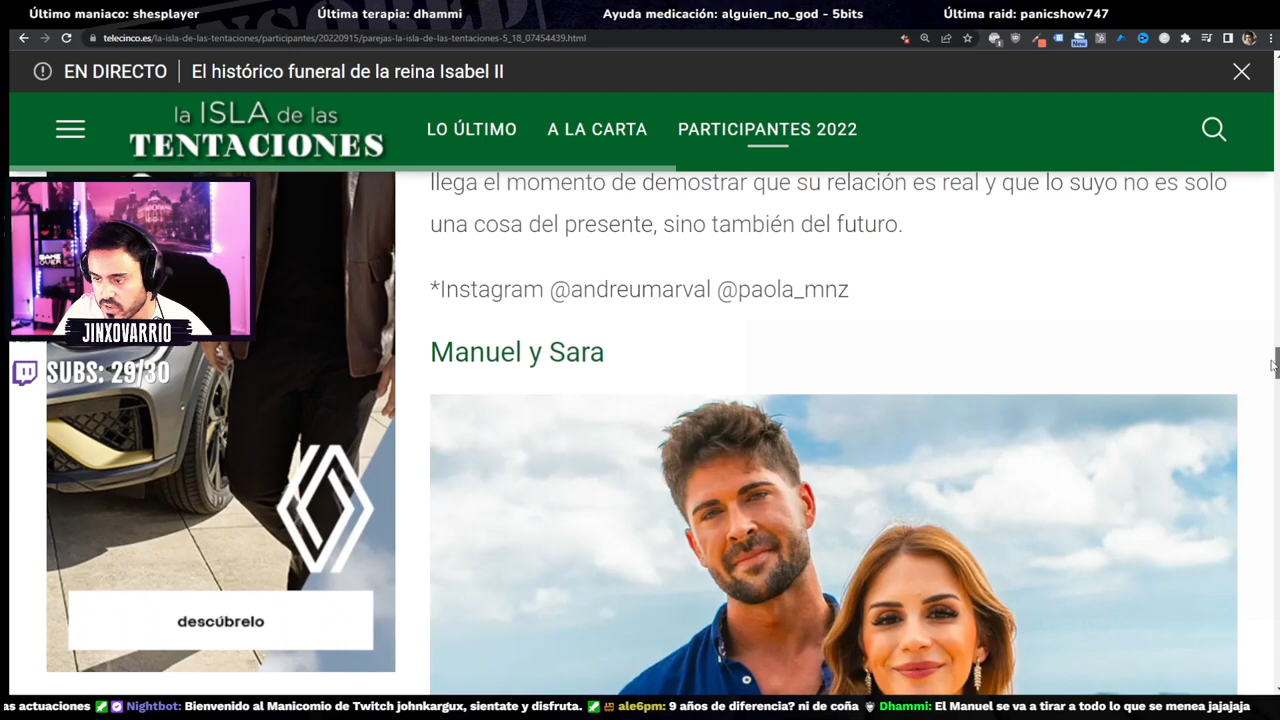 Último maniaco: shesplayer
Última terapia: dhammi
Ayuda medicación: alguien_no_god - 5bits
Última raid: panicshow747
telecinco.es/la-isla-de-las-tentaciones/participantes/20220915/parejas-la-isla-de-las-tentaciones-5_18_07454439.html
New
EN DIRECTO
El histórico funeral de la reina Isabel II
la ISLA de las
TENTACIONES
LO ÚLTIMO
A LA CARTA
PARTICIPANTES 2022
llega el momento de demostrar que su relación es real y que lo suyo no es solo
una cosa del presente, sino también del futuro.
*Instagram @andreumarval @paola_mnz
GAME
OVER
JINXOVARRIO
Manuel y Sara
SUBS: 29/30
descúbrelo
as actuaciones Nightbot: Bienvenido al Manicomio de Twitch johnkargux, sientate y disfruta. ale6pm: 9 años de diferencia? ni de coña Dhammi: El Manuel se va a tirar a todo lo que se menea jajajaja